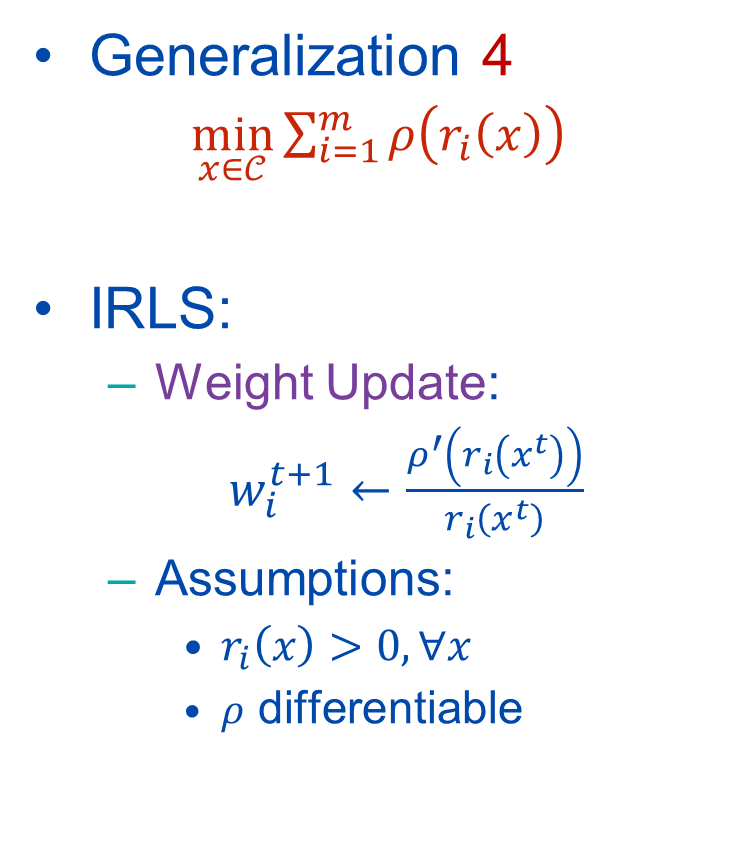 • Generalization 4
min_{x∈𝒞} ∑_{i=1}^{m} ρ(r_i(x))
• IRLS:
– Weight Update:
w_i^{t+1} ← ρ′(r_i(x^t)) / r_i(x^t)
– Assumptions:
• r_i(x) > 0, ∀x
• ρ differentiable